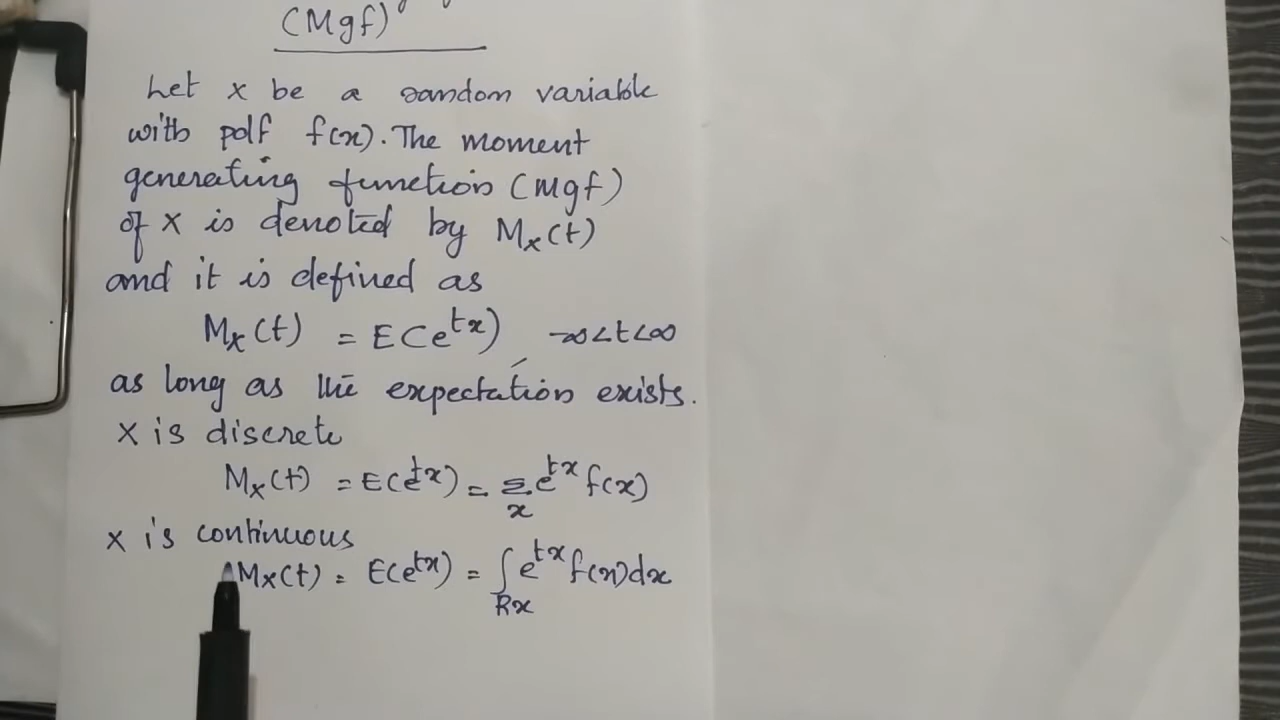 (Mgf)
Let x be a random variable
with pdf f(x). The moment
generating function (mgf)
of X is denoted by Mx(t)
and it is defined as
Mx(t) = E(e^tx) -∞<t<∞
as long as the expectation exists.
X is discrete
Mx(t) = E(e^tx) = Σx e^tx f(x)
X is continuous
Mx(t) = E(e^tx) = ∫Rx e^tx f(x)dx